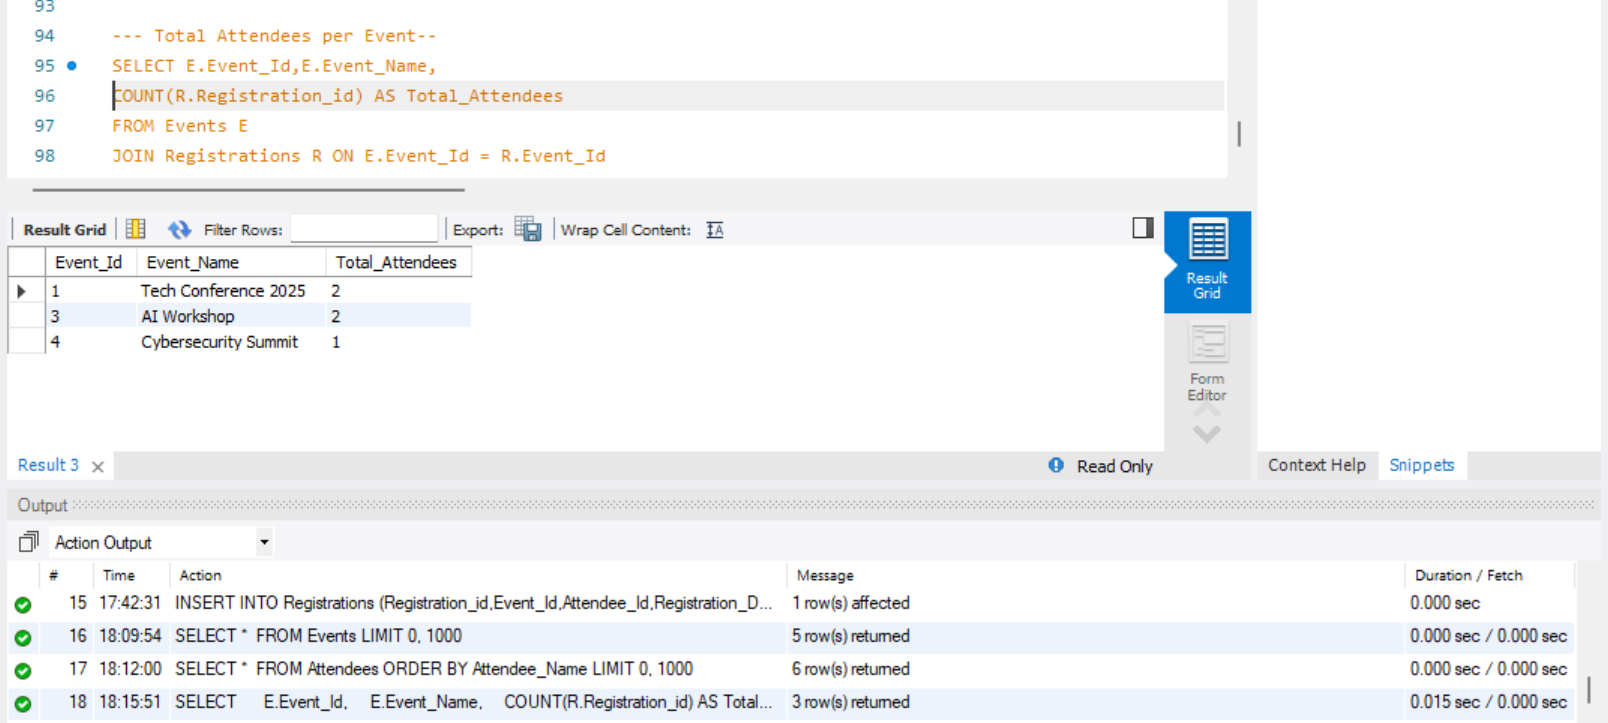 93
94 --- Total Attendees per Event--
95 SELECT E.Event_Id,E.Event_Name,
96 COUNT(R.Registration_id) AS Total_Attendees
97 FROM Events E
98 JOIN Registrations R ON E.Event_Id = R.Event_Id
Result Grid Filter Rows: Export: Wrap Cell Content: IA
Event_Id Event_Name Total_Attendees
1 Tech Conference 2025 2
3 AI Workshop 2
4 Cybersecurity Summit 1
Result
Grid
Form
Editor
Result 3 Read Only Context Help Snippets
Output
Action Output
# Time Action Message Duration / Fetch
15 17:42:31 INSERT INTO Registrations (Registration_id,Event_Id,Attendee_Id,Registration_D... 1 row(s) affected 0.000 sec
16 18:09:54 SELECT * FROM Events LIMIT 0, 1000 5 row(s) returned 0.000 sec / 0.000 sec
17 18:12:00 SELECT * FROM Attendees ORDER BY Attendee_Name LIMIT 0, 1000 6 row(s) returned 0.000 sec / 0.000 sec
18 18:15:51 SELECT E.Event_Id, E.Event_Name, COUNT(R.Registration_id) AS Total... 3 row(s) returned 0.015 sec / 0.000 sec